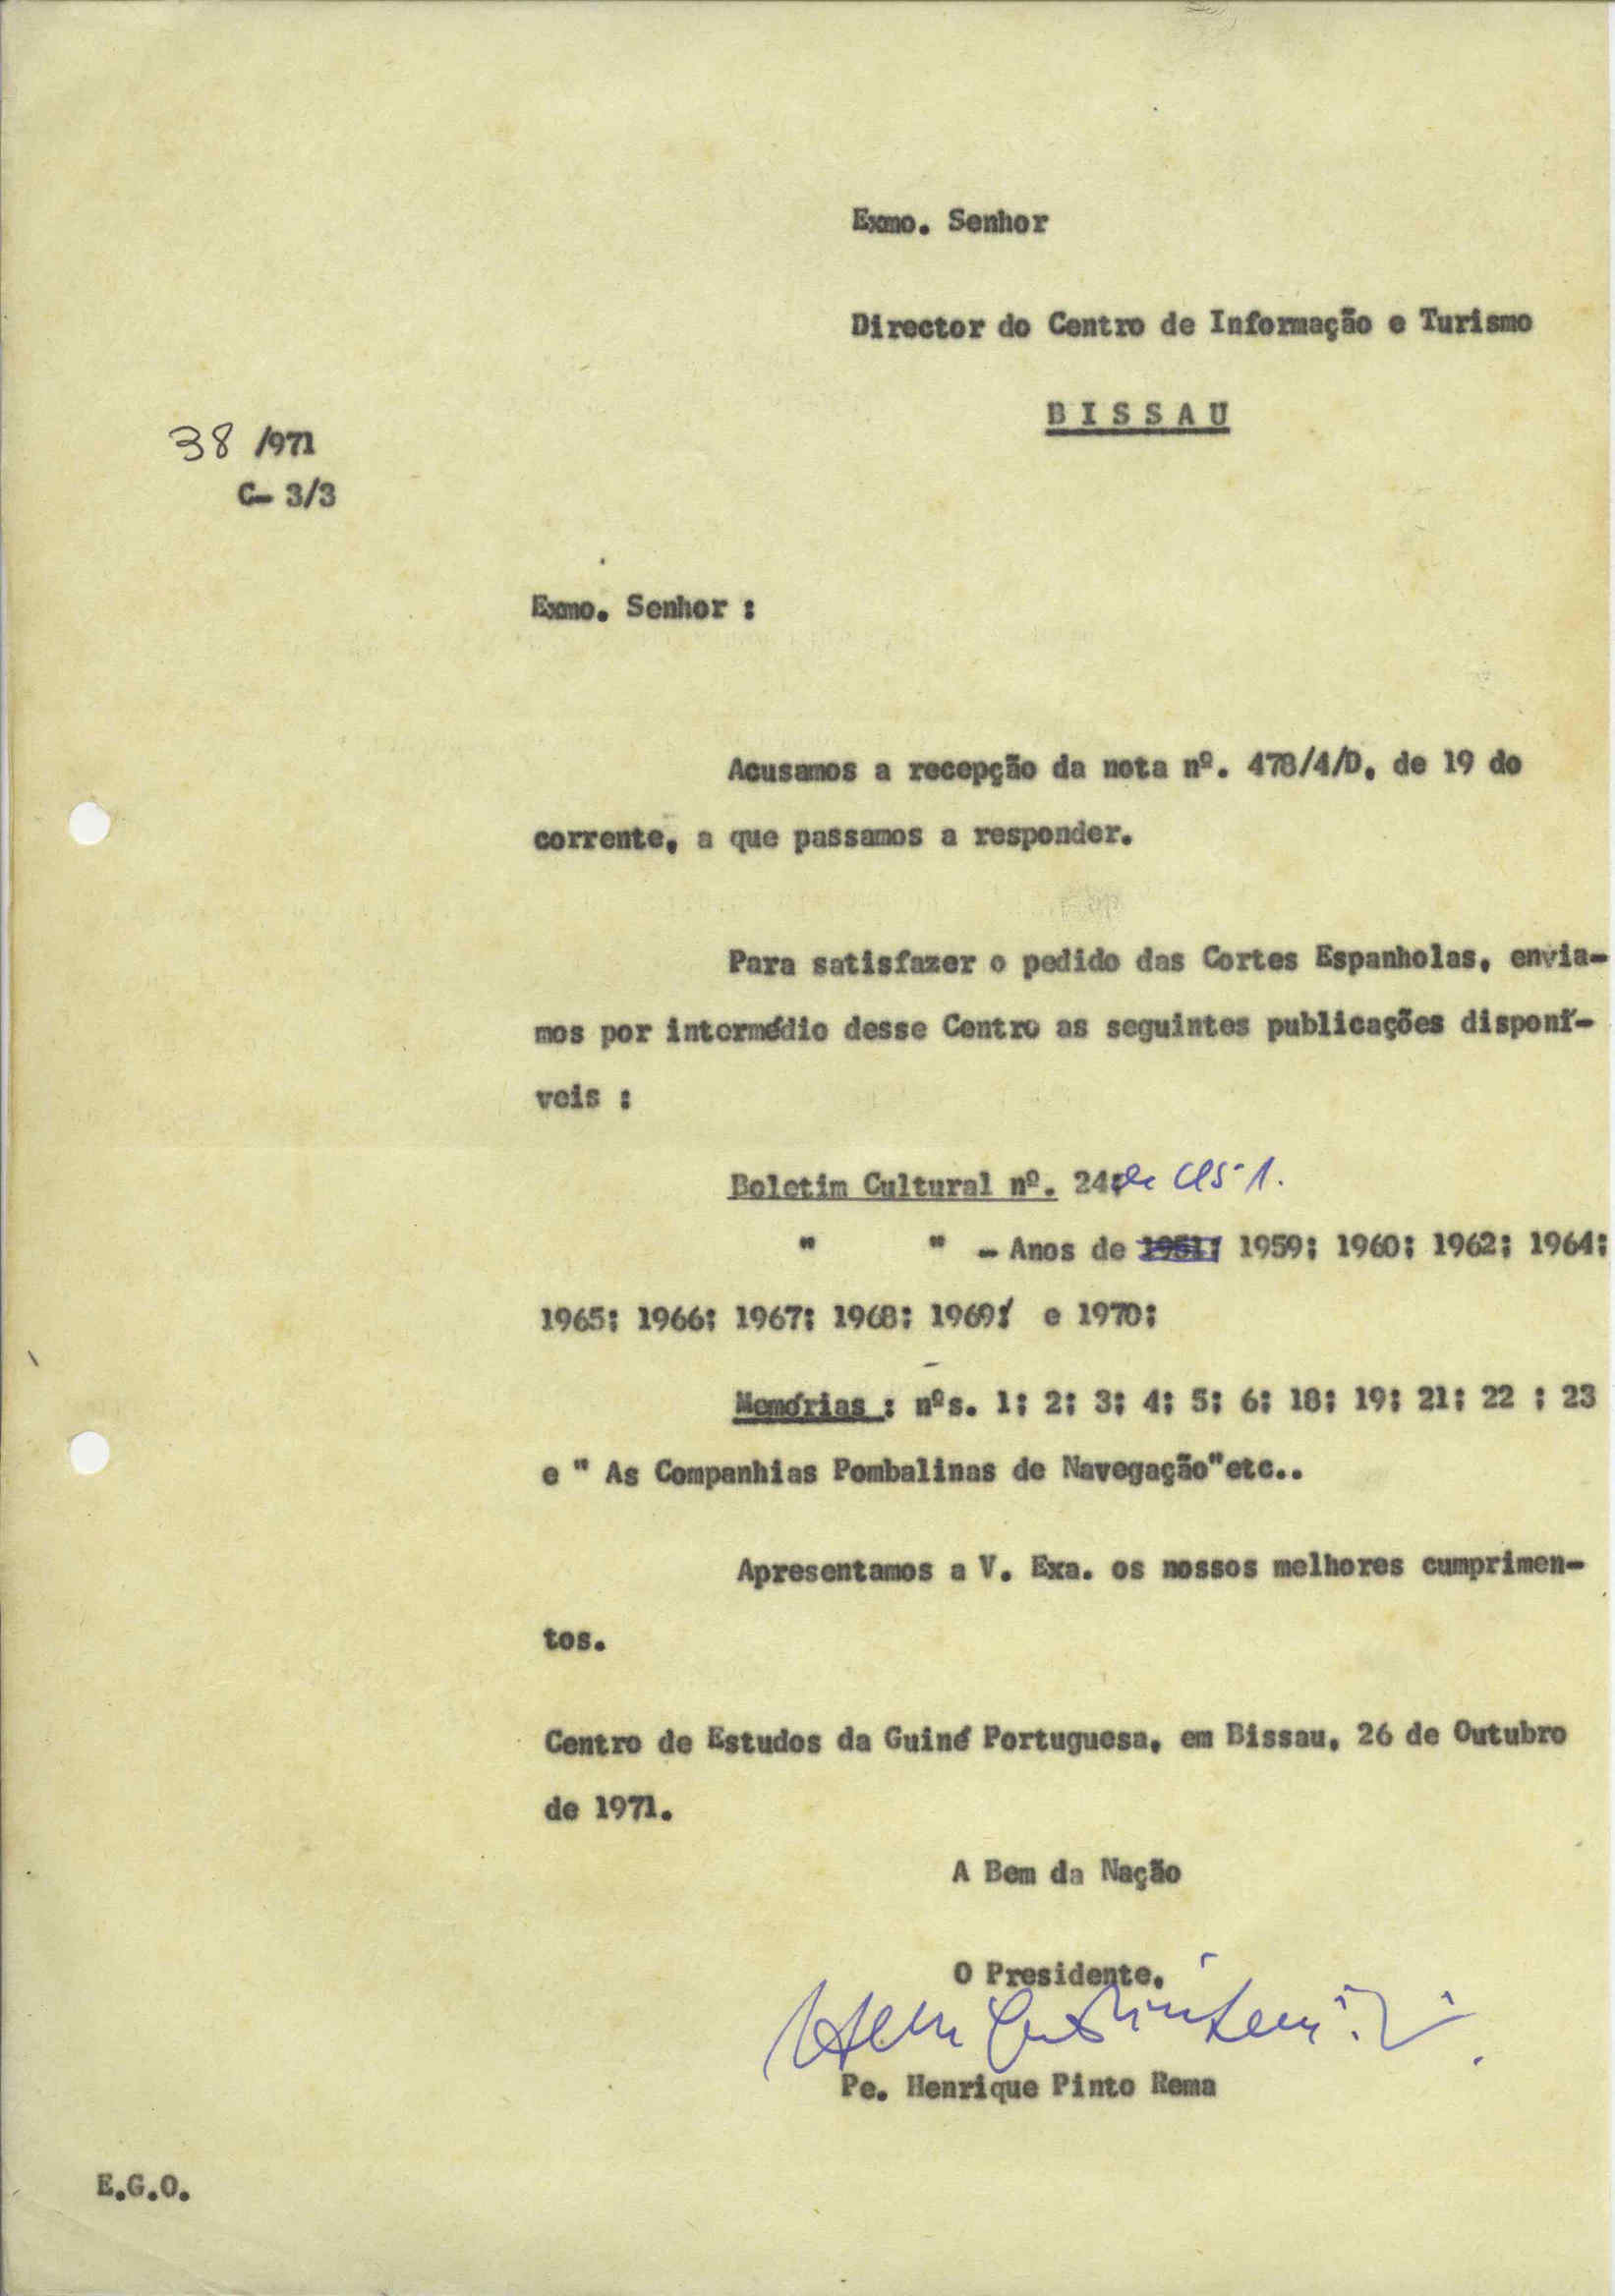 Exmo. Senhor
Director do Centro de Informação e Turismo
B I S S A U
38 /971
C- 3/3
Exmo. Senhor :
Acusamos a recepção da nota nº. 478/4/D, de 19 do
corrente, a que passamos a responder.
Para satisfazer o pedido das Cortes Espanholas, envia-
mos por intermédio desse Centro as seguintes publicações disponí-
veis :
Boletim Cultural nº. 24; de
" " - Anos de 1951; 1959; 1960; 1962; 1964;
1965; 1966; 1967; 1968; 1969; e 1970;
Memórias : nºs. 1; 2; 3; 4; 5; 6; 18; 19; 21; 22 ; 23
e " As Companhias Pombalinas de Navegação"etc..
Apresentamos a V. Exa. os nossos melhores cumprimen-
tos.
Centro de Estudos da Guiné Portuguesa, em Bissau, 26 de Outubro
de 1971.
A Bem da Nação
O Presidente,
Pe. Henrique Pinto Rema
E.G.O.